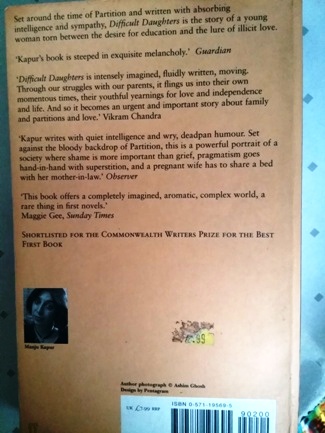 Set around the time of Partition and written with absorbing
intelligence and sympathy, Difficult Daughters is the story of a young
woman torn between the desire for education and the lure of illicit love.
‘Kapur's book is steeped in exquisite melancholy.’ Guardian
‘Difficult Daughters is intensely imagined, fluidly written, moving.
Through our struggles with our parents, it flings us into their own
momentous times, their youthful yearnings for love and independence
and life. And so it becomes an urgent and important story about family
and partitions and love.’ Vikram Chandra
‘Kapur writes with quiet intelligence and wry, deadpan humour. Set
against the bloody backdrop of Partition, this is a powerful portrait of a
society where shame is more important than grief, pragmatism goes
hand-in-hand with superstition, and a pregnant wife has to share a bed
with her mother-in-law.’ Observer
‘This book offers a completely imagined, aromatic, complex world, a
rare thing in first novels.’
Maggie Gee, Sunday Times
SHORTLISTED FOR THE COMMONWEALTH WRITERS PRIZE FOR THE BEST
FIRST BOOK
.99
Manju Kapur
Author photograph © Ashim Ghosh
Design by Pentagram
UK £7.99 RRP
ISBN 0-571-19569-5
90200